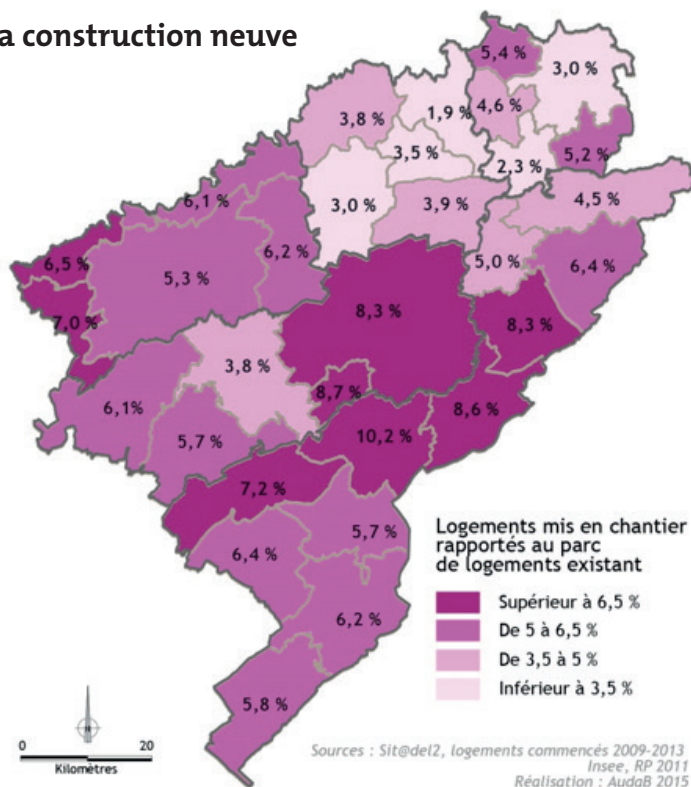 a construction neuve
5,4 %
3,0 %
3,8 %
1,9 %
4,6 %
3,5 %
2,3 %
5,2 %
6,1 %
3,0 %
3,9 %
4,5 %
6,5 %
5,3 %
6,2 %
5,0 %
6,4 %
7,0 %
8,3 %
8,3 %
3,8 %
8,7 %
6,1%
8,6 %
5,7 %
10,2 %
7,2 %
5,7 %
6,4 %
6,2 %
5,8 %
Logements mis en chantier
rapportés au parc
de logements existant
Supérieur à 6,5 %
De 5 à 6,5 %
De 3,5 à 5 %
Inférieur à 3,5 %
N
0 20
Kilomètres
Sources : Sit@del2, logements commencés 2009-2013
Insee, RP 2011
Réalisation : AudaB 2015